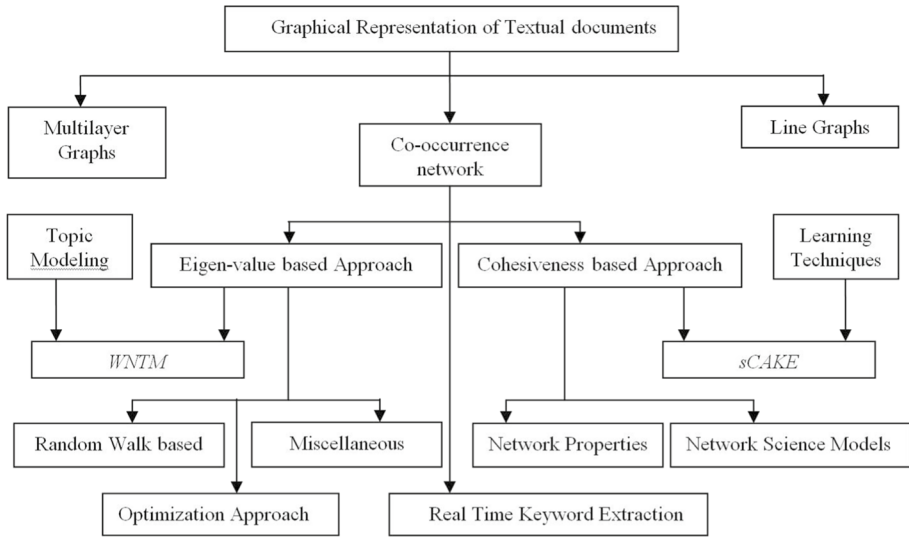 Graphical Representation of Textual documents
Multilayer
Graphs
Co-occurrence
network
Line Graphs
Topic
Modeling
Eigen-value based Approach
Cohesiveness based Approach
Learning
Techniques
WNTM
sCAKE
Random Walk based
Miscellaneous
Network Properties
Network Science Models
Optimization Approach
Real Time Keyword Extraction